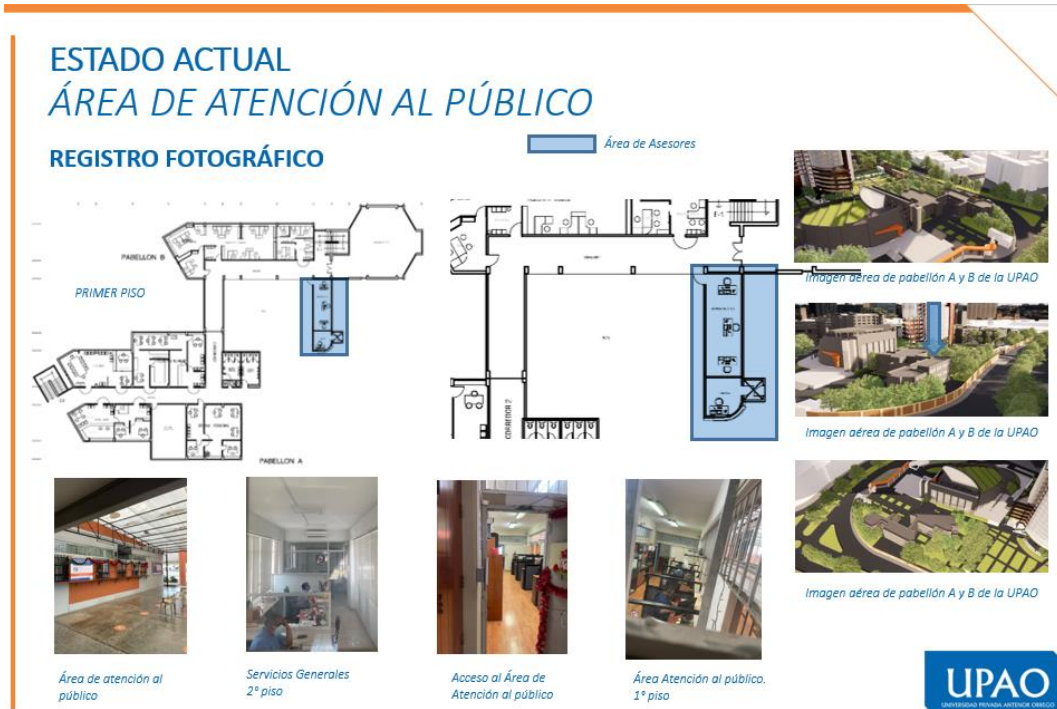 ESTADO ACTUAL
ÁREA DE ATENCIÓN AL PÚBLICO
REGISTRO FOTOGRÁFICO
Área de Asesores
PABELLON B
PRIMER PISO
PABELLON A
E-1
CORREDOR 2
Imagen aérea de pabellón A y B de la UPAO
Imagen aérea de pabellón A y B de la UPAO
Imagen aérea de pabellón A y B de la UPAO
Área de atención al
público
Servicios Generales
2° piso
Acceso al Área de
Atención al público
Área Atención al público.
1° piso
UPAO
UNIVERSIDAD PRIVADA ANTENOR ORREGO